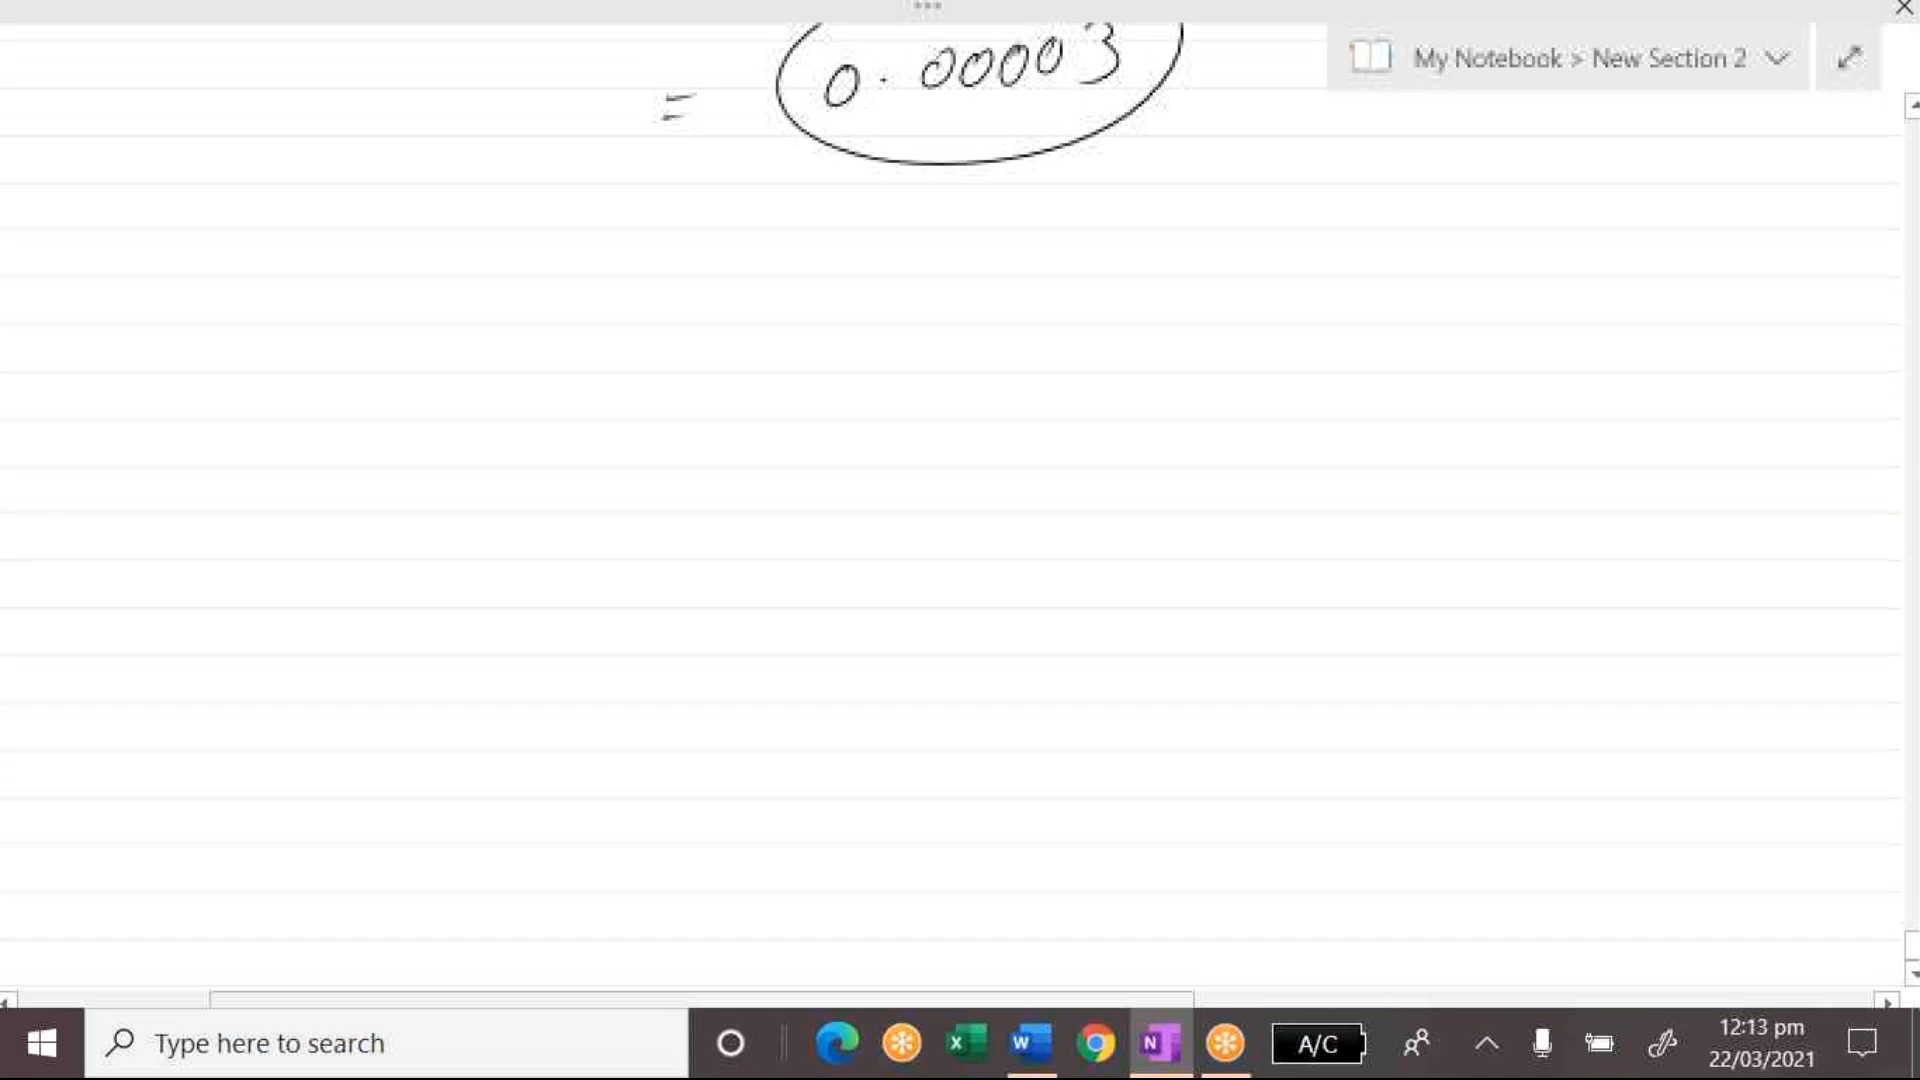 = 0.00003
My Notebook > New Section 2
Type here to search
A/C
12:13 pm
22/03/2021